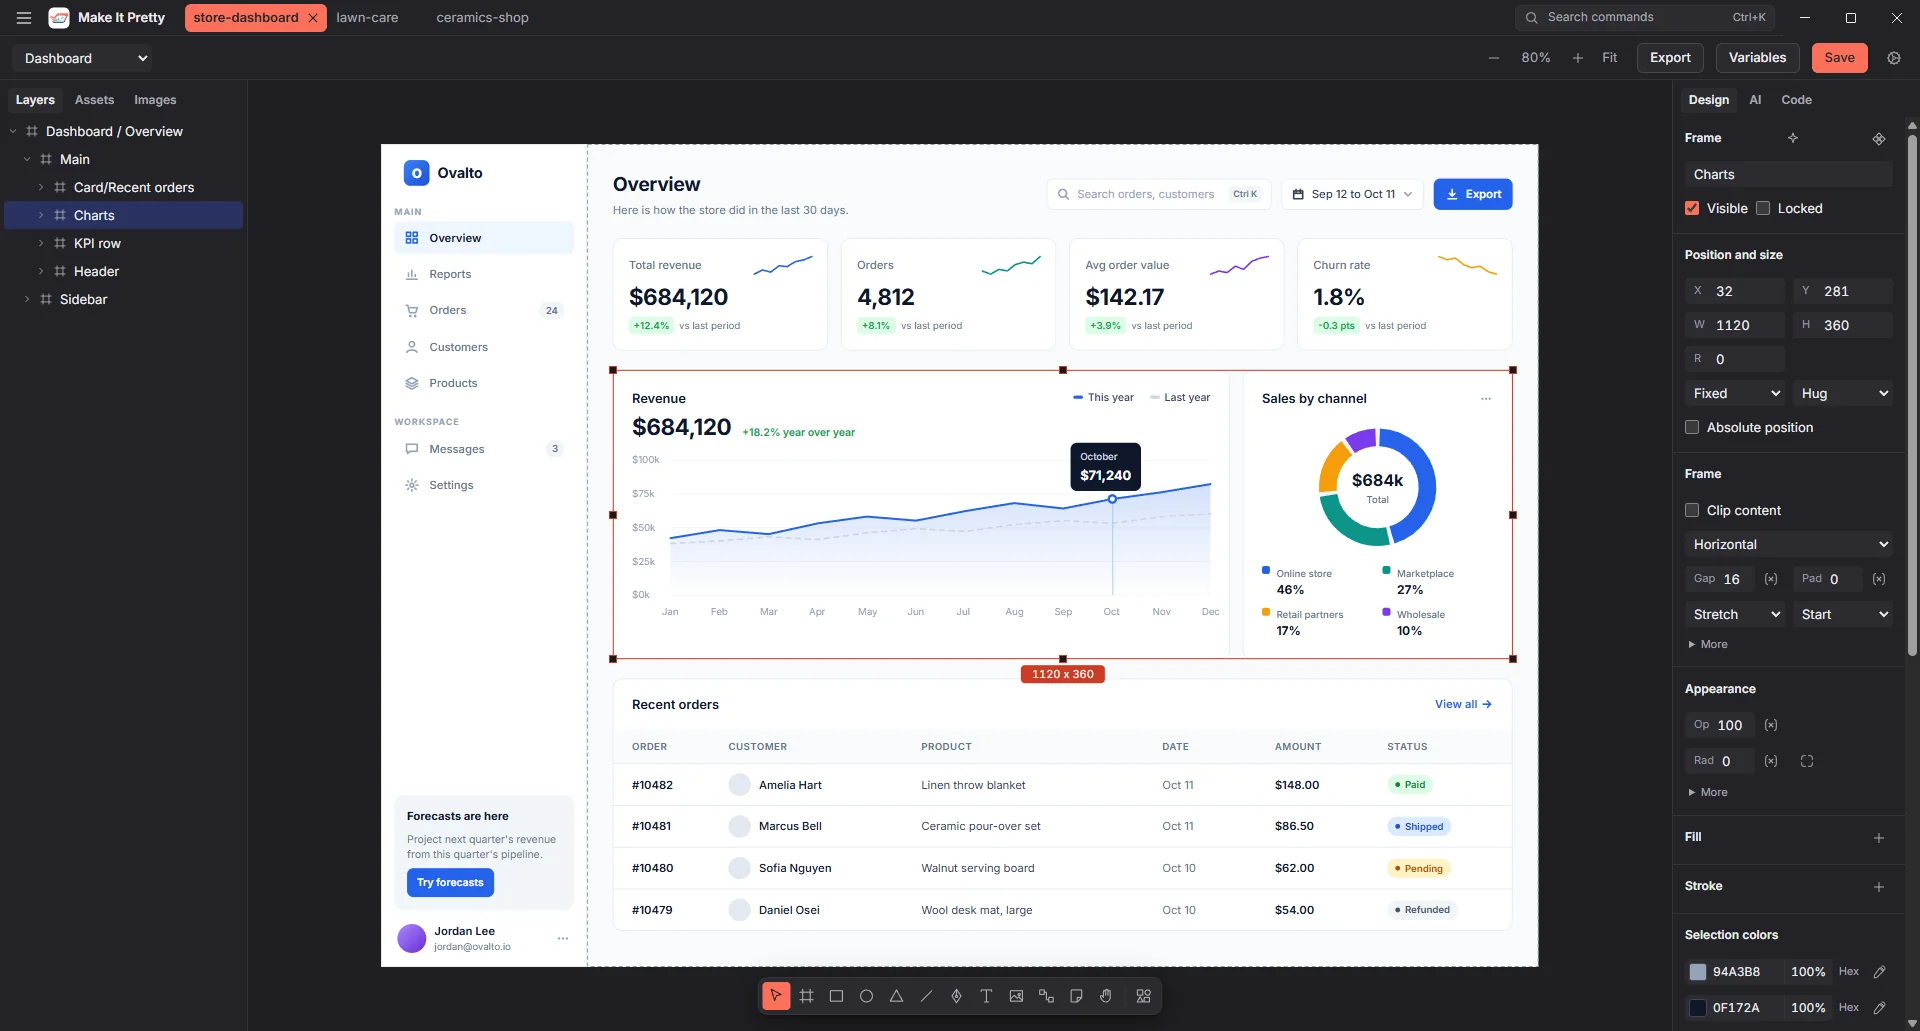 Make It Pretty
store-dashboard
lawn-care
ceramics-shop
Search commands
Ctrl+K
Dashboard
80%
Fit
Export
Variables
Save
Layers
Assets
Images
Dashboard / Overview
Main
Card/Recent orders
Charts
KPI row
Header
Sidebar
Ovalto
MAIN
Overview
Reports
Orders
24
Customers
Products
WORKSPACE
Messages
3
Settings
Forecasts are here
Project next quarter's revenue
from this quarter's pipeline.
Try forecasts
Jordan Lee
jordan@ovalto.io
Overview
Here is how the store did in the last 30 days.
Search orders, customers
Ctrl K
Sep 12 to Oct 11
Export
Total revenue
$684,120
+12.4% vs last period
Orders
4,812
+8.1% vs last period
Avg order value
$142.17
+3.9% vs last period
Churn rate
1.8%
-0.3 pts vs last period
Revenue
This year
Last year
$684,120
+18.2% year over year
October
$71,240
$100k
$75k
$50k
$25k
$0k
Jan Feb Mar Apr May Jun Jul Aug Sep Oct Nov Dec
Sales by channel
$684k
Total
Online store
46%
Marketplace
27%
Retail partners
17%
Wholesale
10%
1120 x 360
Recent orders
View all
ORDER CUSTOMER PRODUCT DATE AMOUNT STATUS
#10482 Amelia Hart Linen throw blanket Oct 11 $148.00 Paid
#10481 Marcus Bell Ceramic pour-over set Oct 11 $86.50 Shipped
#10480 Sofia Nguyen Walnut serving board Oct 10 $62.00 Pending
#10479 Daniel Osei Wool desk mat, large Oct 10 $54.00 Refunded
Design
AI
Code
Frame
Charts
Visible
Locked
Position and size
X 32
Y 281
W 1120
H 360
R 0
Fixed
Hug
Absolute position
Frame
Clip content
Horizontal
Gap 16
Pad 0
Stretch
Start
More
Appearance
Op 100
Rad 0
More
Fill
Stroke
Selection colors
94A3B8 100% Hex
0F172A 100% Hex